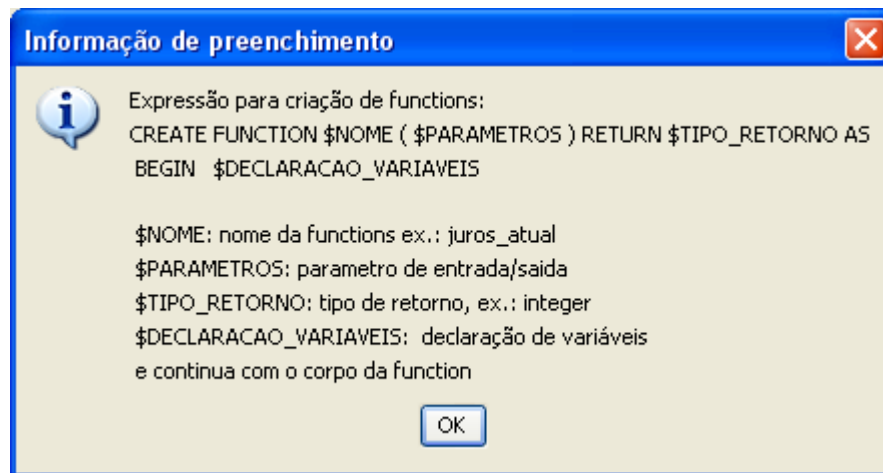 Informação de preenchimento
Expressão para criação de functions:
CREATE FUNCTION $NOME ( $PARAMETROS ) RETURN $TIPO_RETORNO AS
BEGIN   $DECLARACAO_VARIAVEIS
$NOME: nome da functions ex.: juros_atual
$PARAMETROS: parametro de entrada/saida
$TIPO_RETORNO: tipo de retorno, ex.: integer
$DECLARACAO_VARIAVEIS:  declaração de variáveis
e continua com o corpo da function
OK